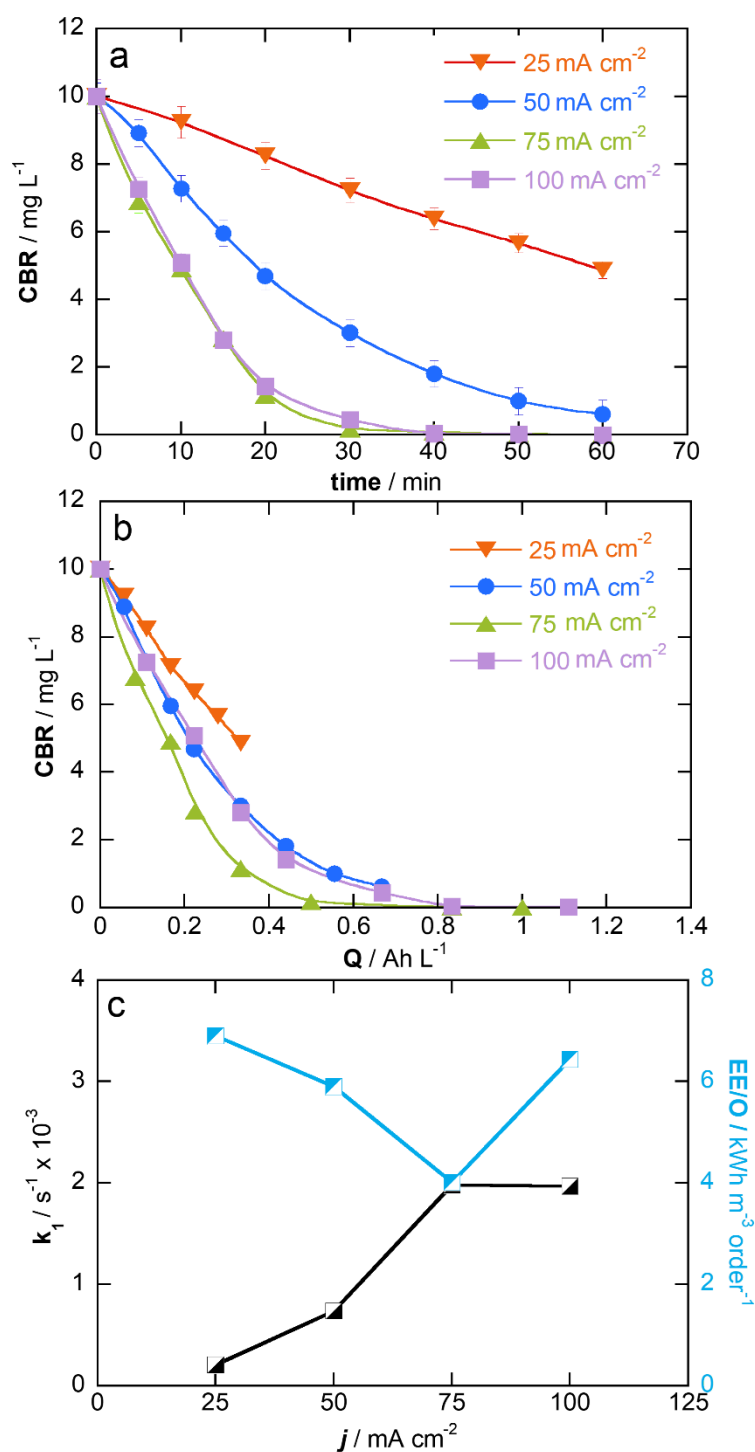 a
12
10
8
6
4
2
0
CBR / mg L⁻¹
25 mA cm⁻²
50 mA cm⁻²
75 mA cm⁻²
100 mA cm⁻²
0 10 20 30 40 50 60 70
time / min
b
12
10
8
6
4
2
0
CBR / mg L⁻¹
25 mA cm⁻²
50 mA cm⁻²
75 mA cm⁻²
100 mA cm⁻²
0 0.2 0.4 0.6 0.8 1 1.2 1.4
Q / Ah L⁻¹
c
4
3
2
1
0
k₁ / s⁻¹ x 10⁻³
8
6
4
2
0
EE/O / kWh m⁻³ order⁻¹
0 25 50 75 100 125
j / mA cm⁻²